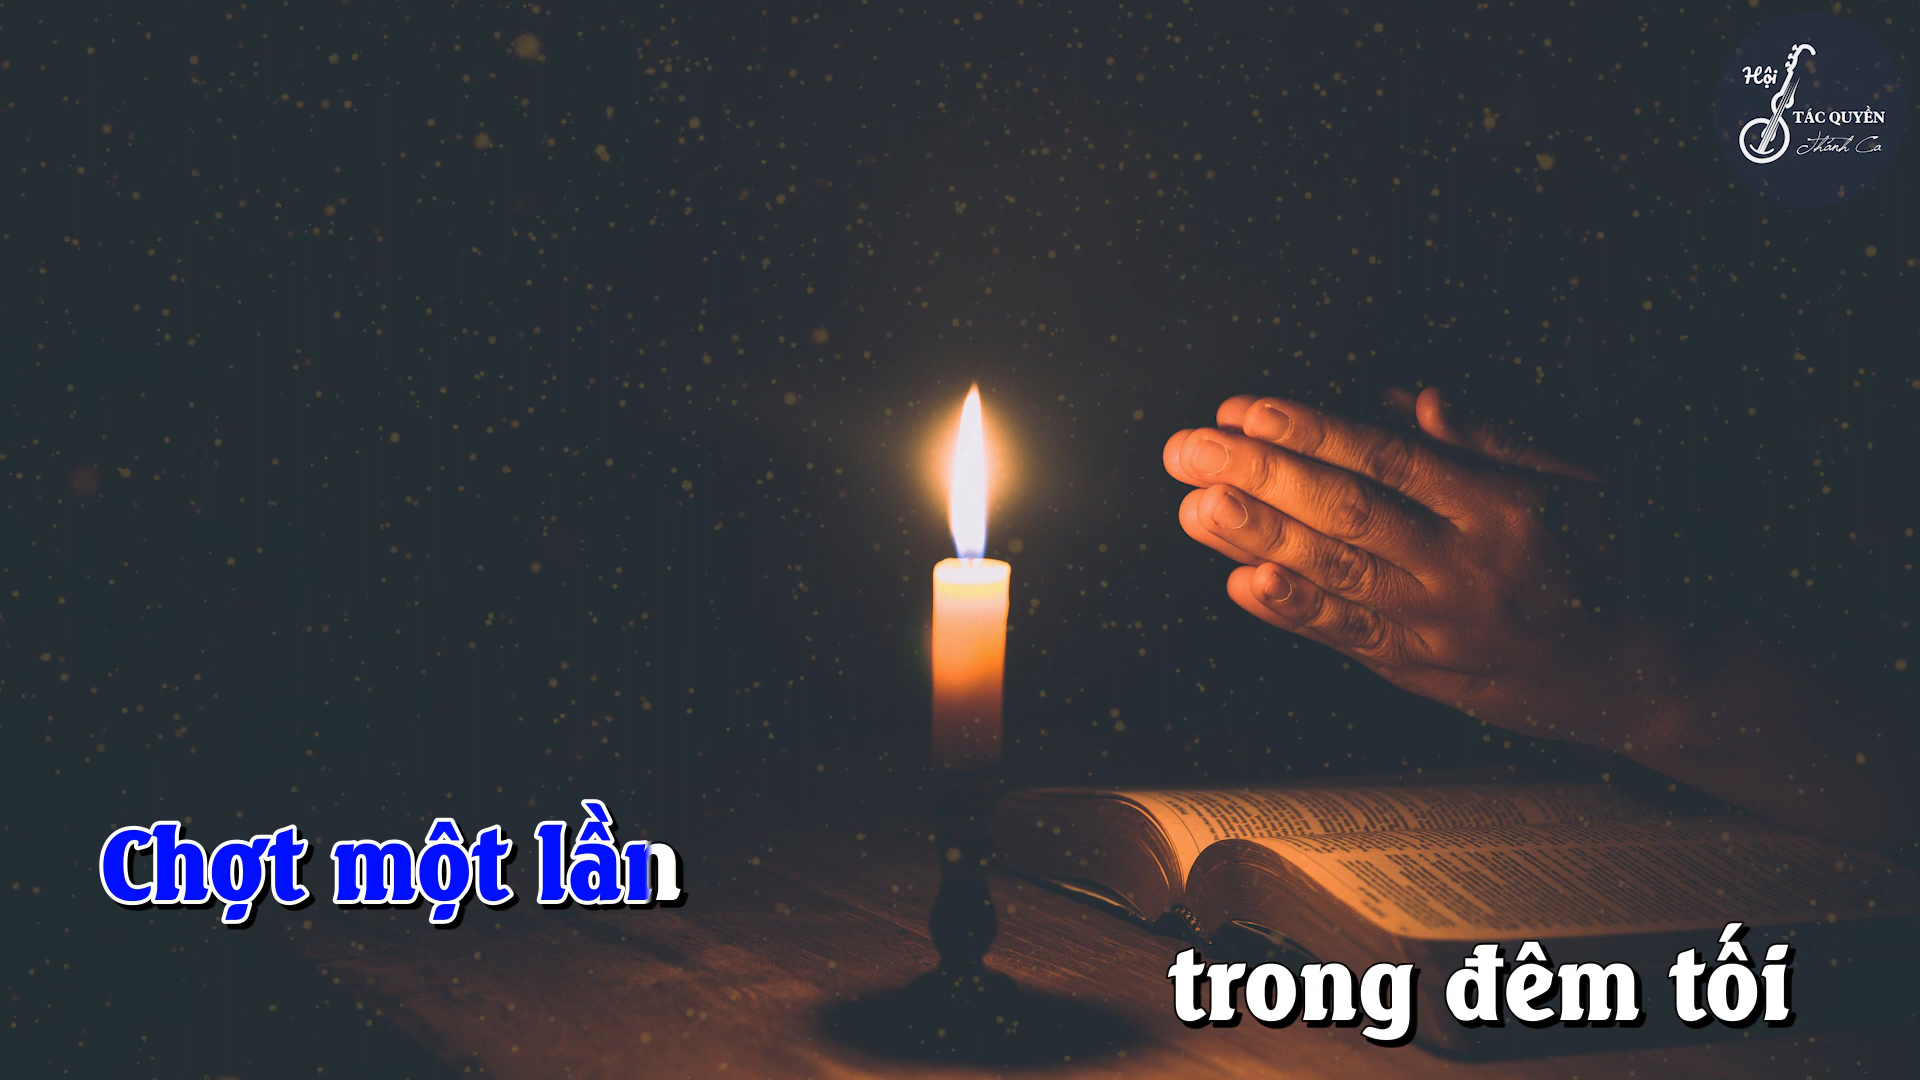 Hội
TÁC QUYỀN
Thánh Ca
Chợt một lần
trong đêm tối